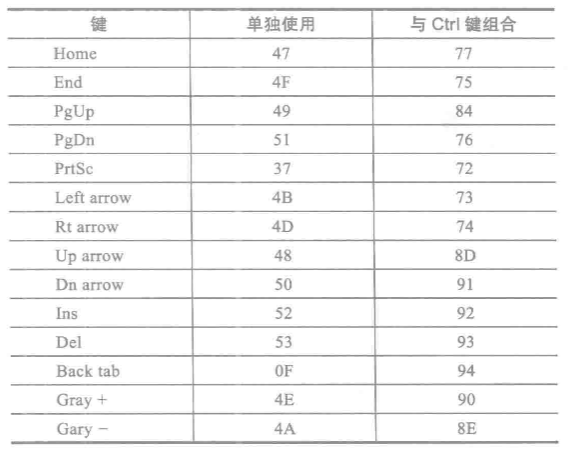 键 单独使用 与 Ctrl 键组合
Home 47 77
End 4F 75
PgUp 49 84
PgDn 51 76
PrtSc 37 72
Left arrow 4B 73
Rt arrow 4D 74
Up arrow 48 8D
Dn arrow 50 91
Ins 52 92
Del 53 93
Back tab 0F 94
Gray + 4E 90
Gary − 4A 8E